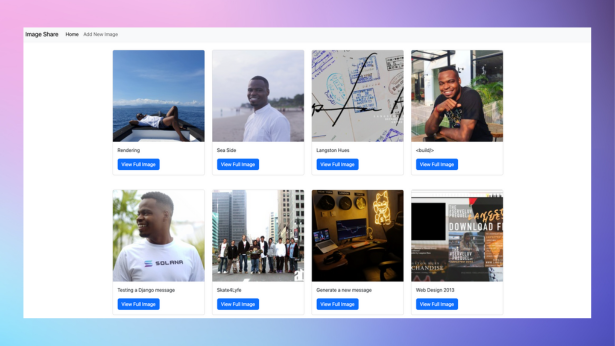 Image Share Home Add New Image
Rendering
View Full Image
Sea Side
View Full Image
Langston Hues
View Full Image
<build/>
View Full Image
SOLANA
Testing a Django message
View Full Image
Skate4Lyfe
View Full Image
Generate a new message
View Full Image
DOWNLOAD
Web Design 2013
View Full Image